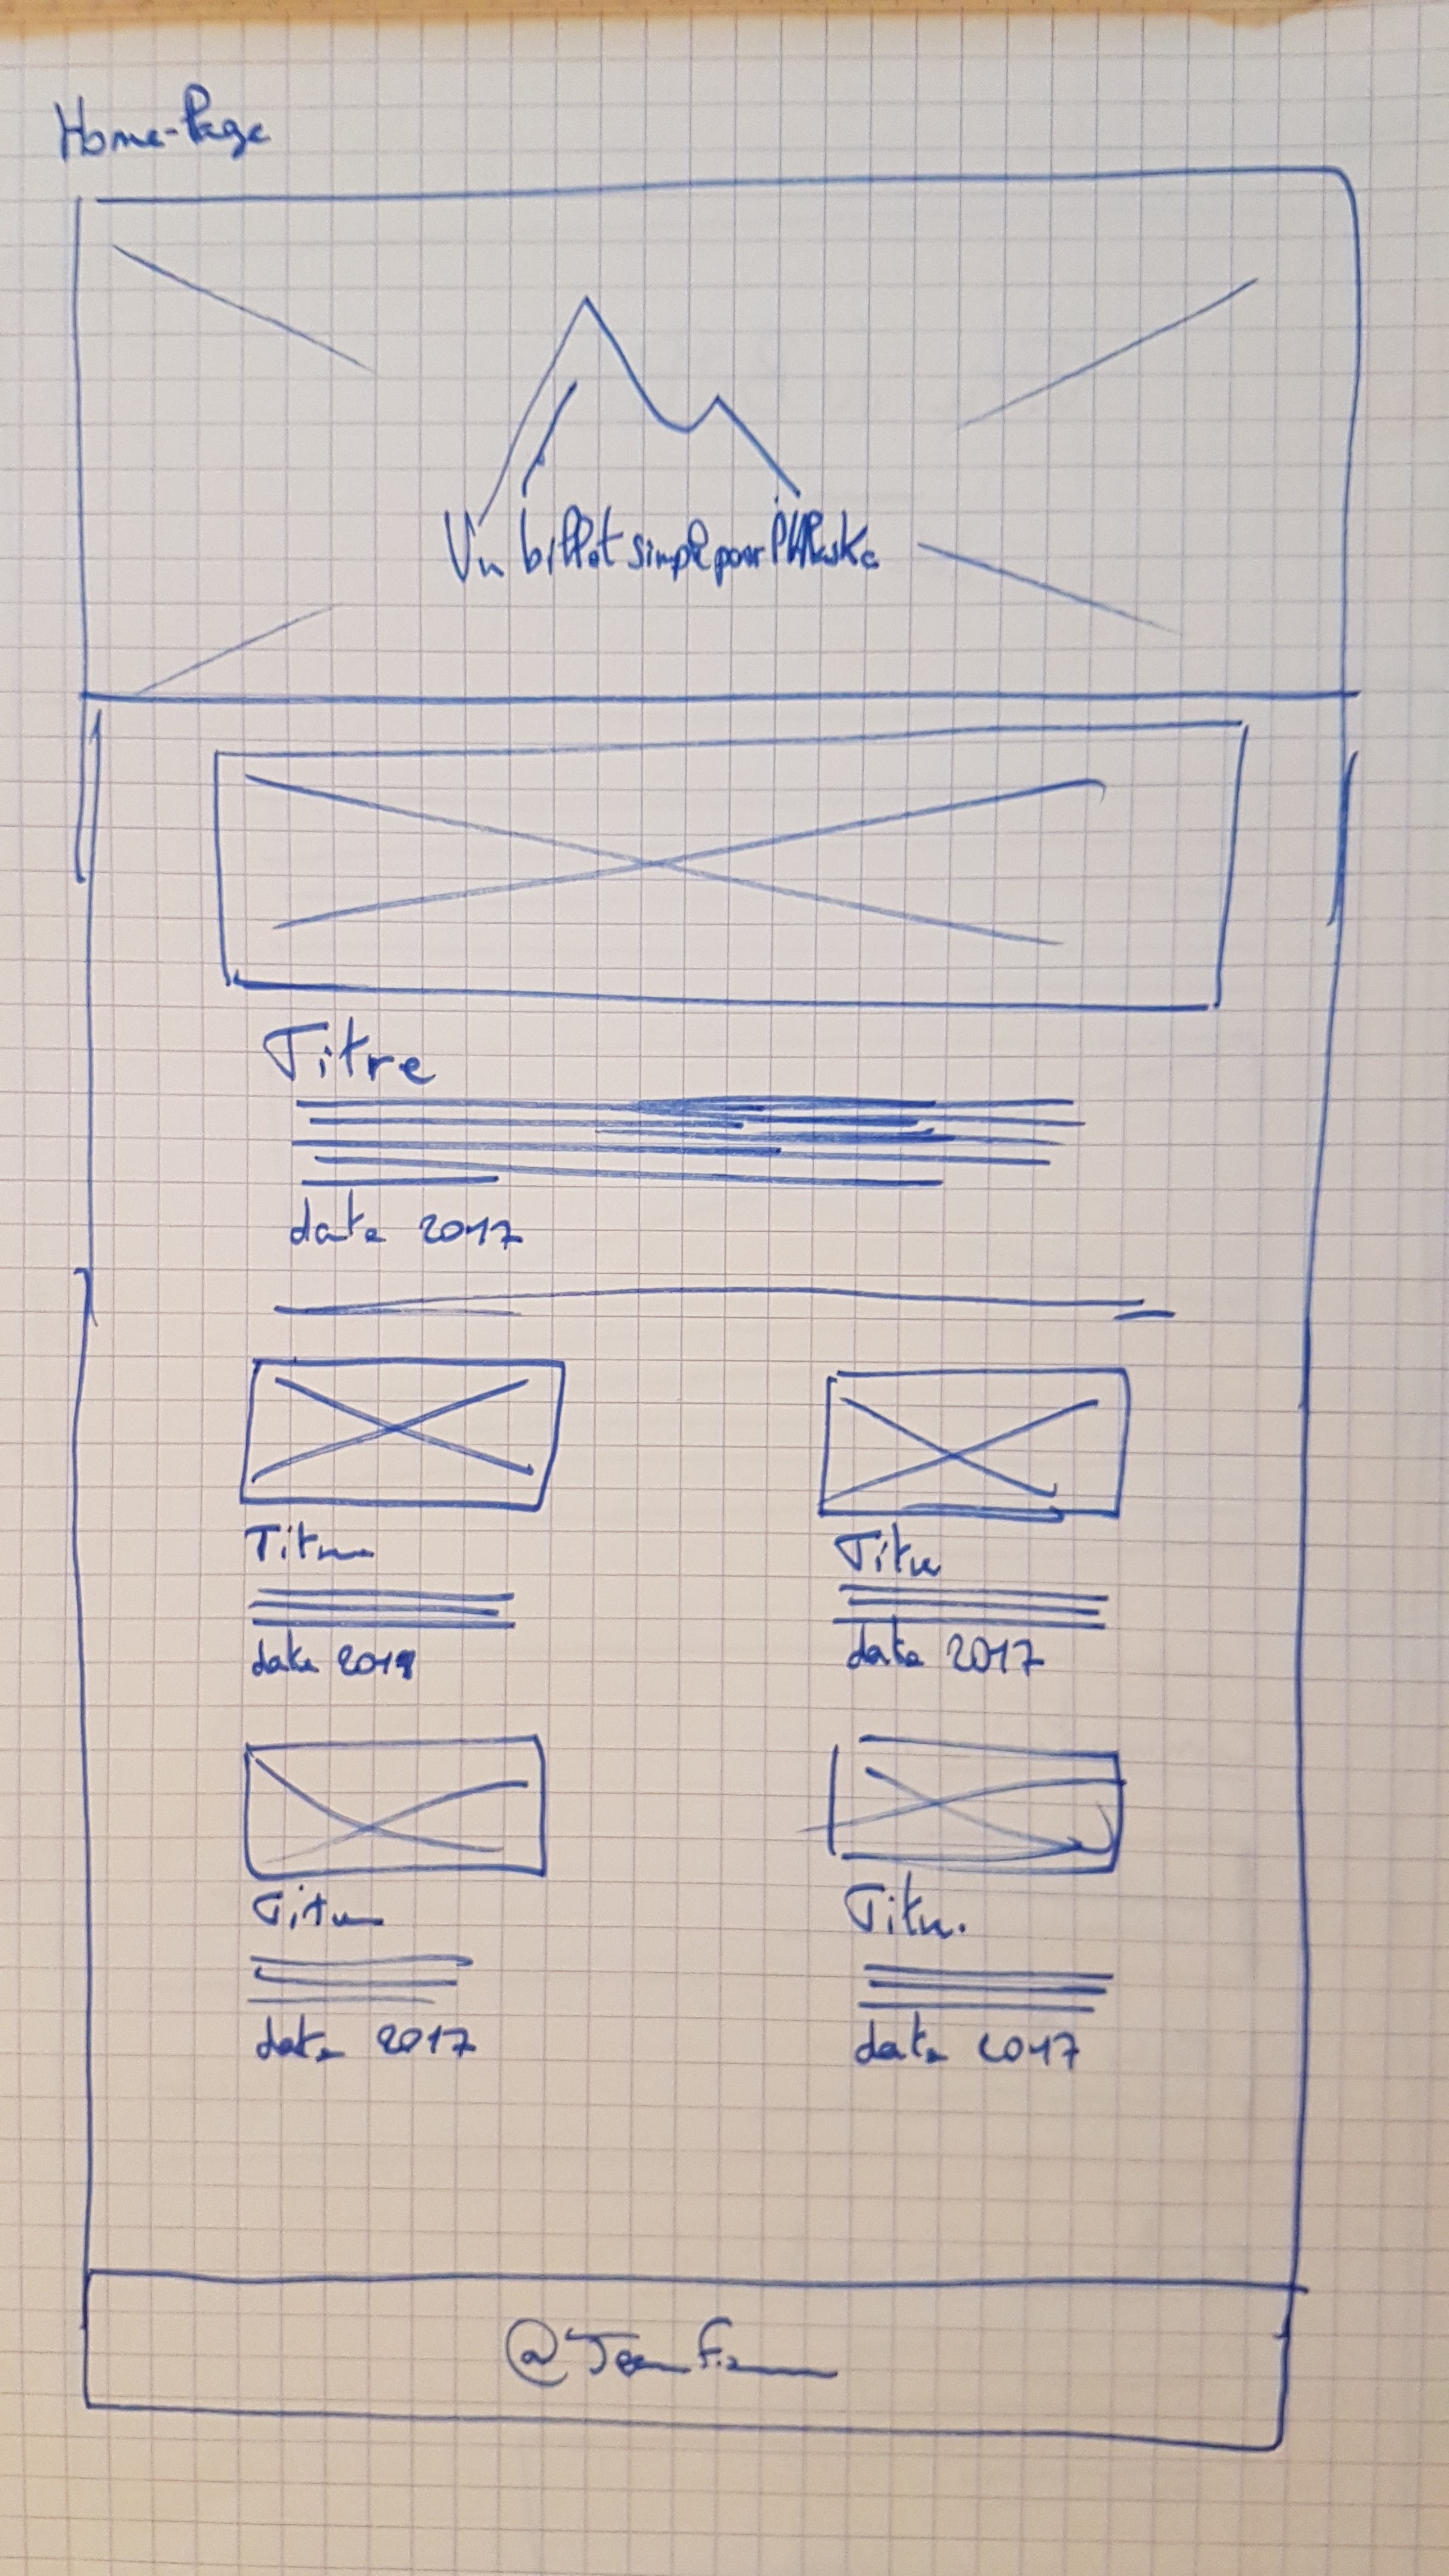 Home-Page
Un billet simple pour l'Alaska
Titre
date 2017
Titre
Titre
date 2017
date 2017
Titre
Titre.
date 2017
date 2017
@Jean F